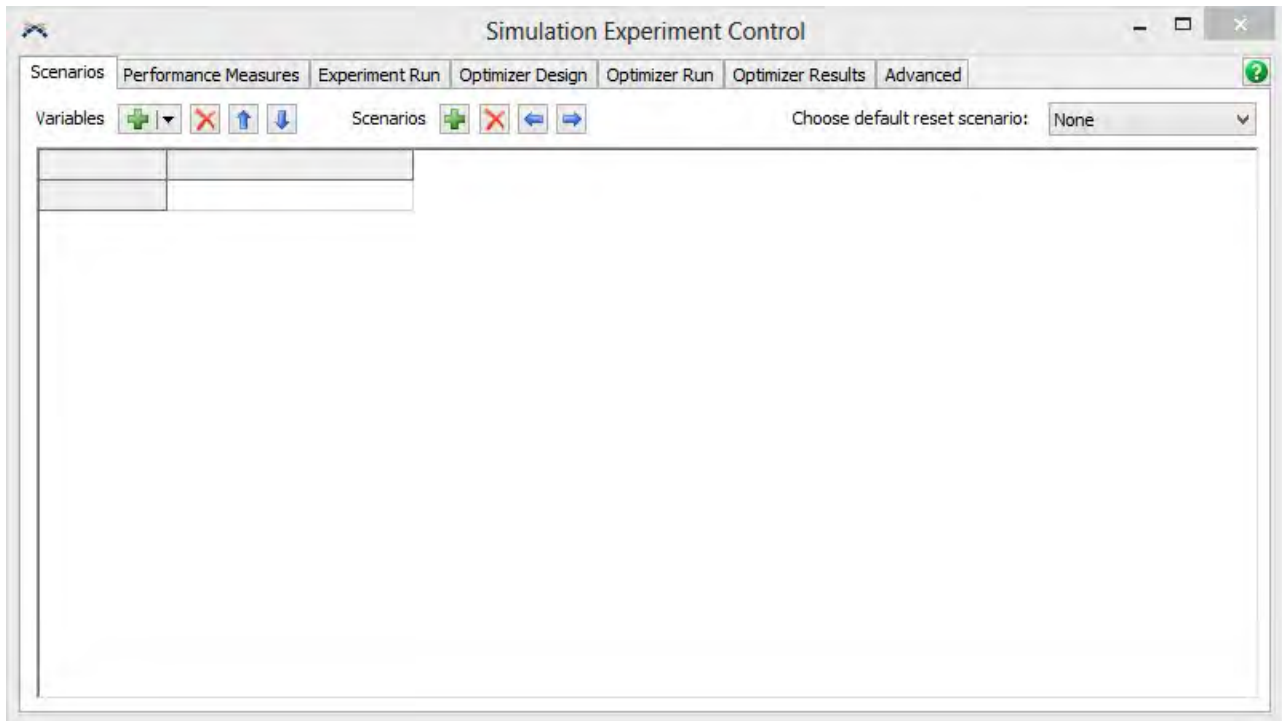 Simulation Experiment Control
Scenarios Performance Measures Experiment Run Optimizer Design Optimizer Run Optimizer Results Advanced
Variables Scenarios Choose default reset scenario: None